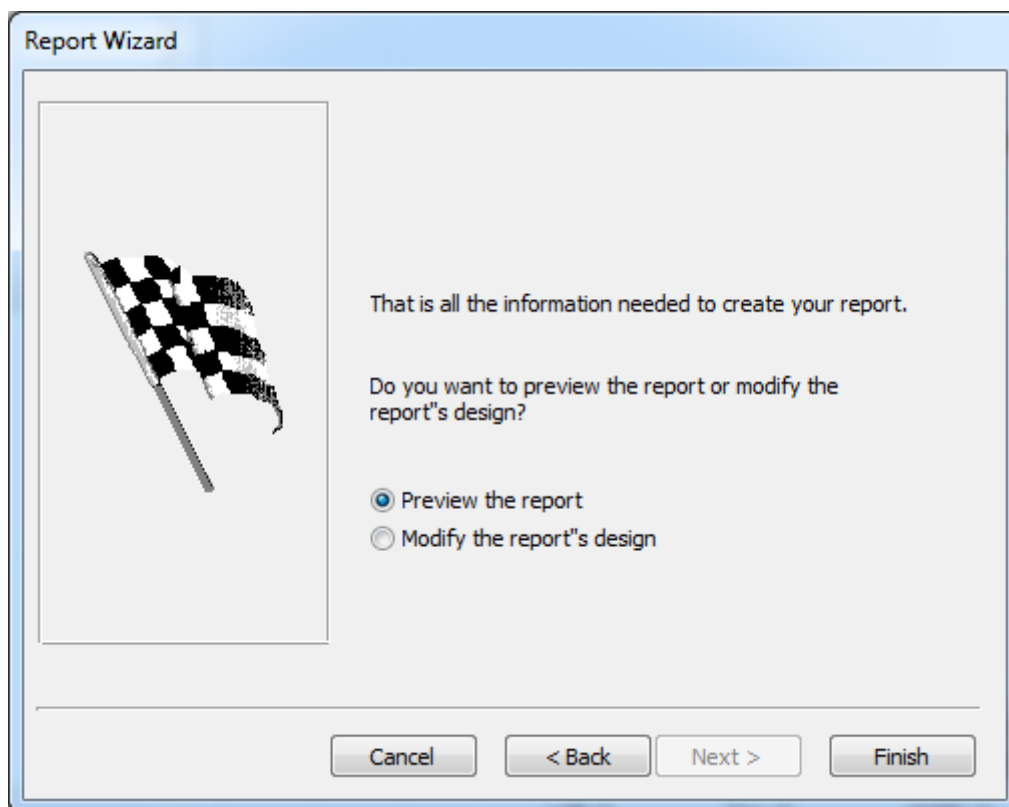 Report Wizard
That is all the information needed to create your report.
Do you want to preview the report or modify the
report"s design?
Preview the report
Modify the report"s design
Cancel
< Back
Next >
Finish